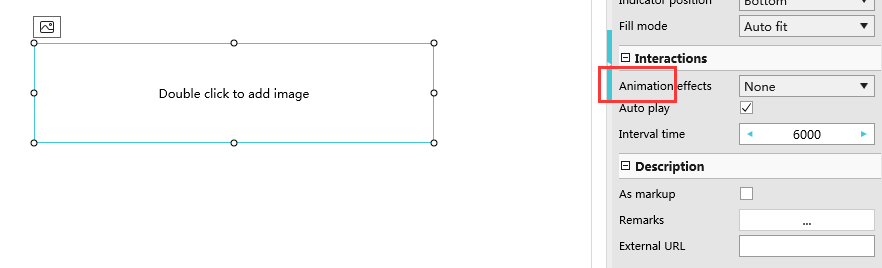 Indicator position Bottom
Fill mode Auto fit
Interactions
Double click to add image
Animation effects None
Auto play
Interval time 6000
Description
As markup
Remarks ...
External URL